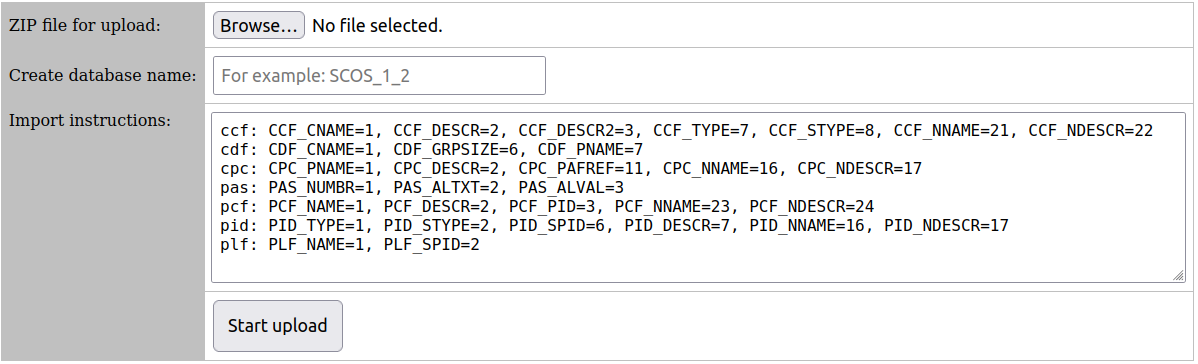 ZIP file for upload: Browse… No file selected.
Create database name: For example: SCOS_1_2
Import instructions:
ccf: CCF_CNAME=1, CCF_DESCR=2, CCF_DESCR2=3, CCF_TYPE=7, CCF_STYPE=8, CCF_NNAME=21, CCF_NDESCR=22
cdf: CDF_CNAME=1, CDF_GRPSIZE=6, CDF_PNAME=7
cpc: CPC_PNAME=1, CPC_DESCR=2, CPC_PAFREF=11, CPC_NNAME=16, CPC_NDESCR=17
pas: PAS_NUMBR=1, PAS_ALTXT=2, PAS_ALVAL=3
pcf: PCF_NAME=1, PCF_DESCR=2, PCF_PID=3, PCF_NNAME=23, PCF_NDESCR=24
pid: PID_TYPE=1, PID_STYPE=2, PID_SPID=6, PID_DESCR=7, PID_NNAME=16, PID_NDESCR=17
plf: PLF_NAME=1, PLF_SPID=2
Start upload